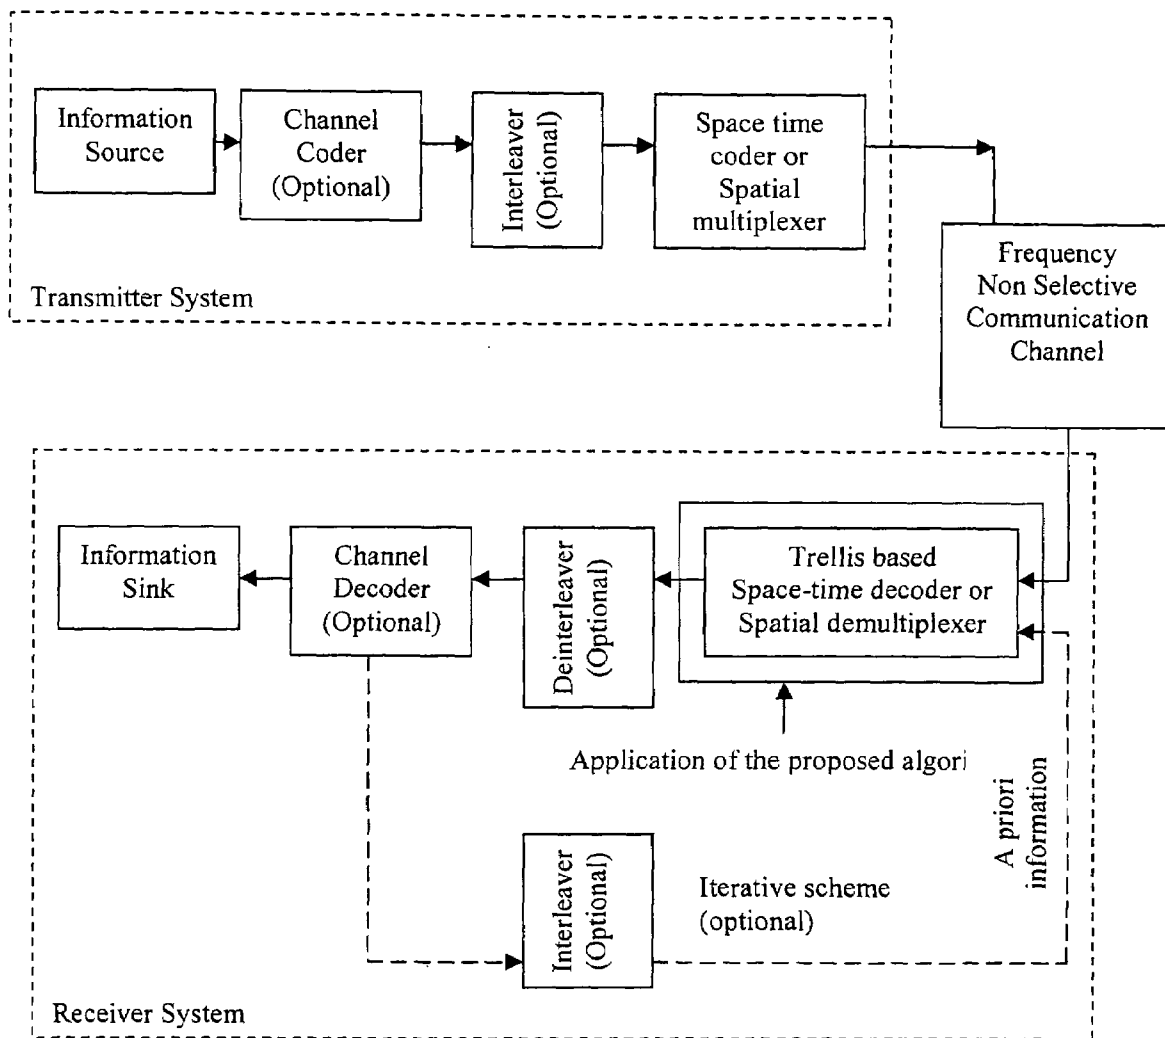 Information
Source
Channel
Coder
(Optional)
Interleaver
(Optional)
Space time
coder or
Spatial
multiplexer
Transmitter System
Frequency
Non Selective
Communication
Channel
Information
Sink
Channel
Decoder
(Optional)
Deinterleaver
(Optional)
Trellis based
Space-time decoder or
Spatial demultiplexer
Application of the proposed algori
A priori
information
Interleaver
(Optional)
Iterative scheme
(optional)
Receiver System